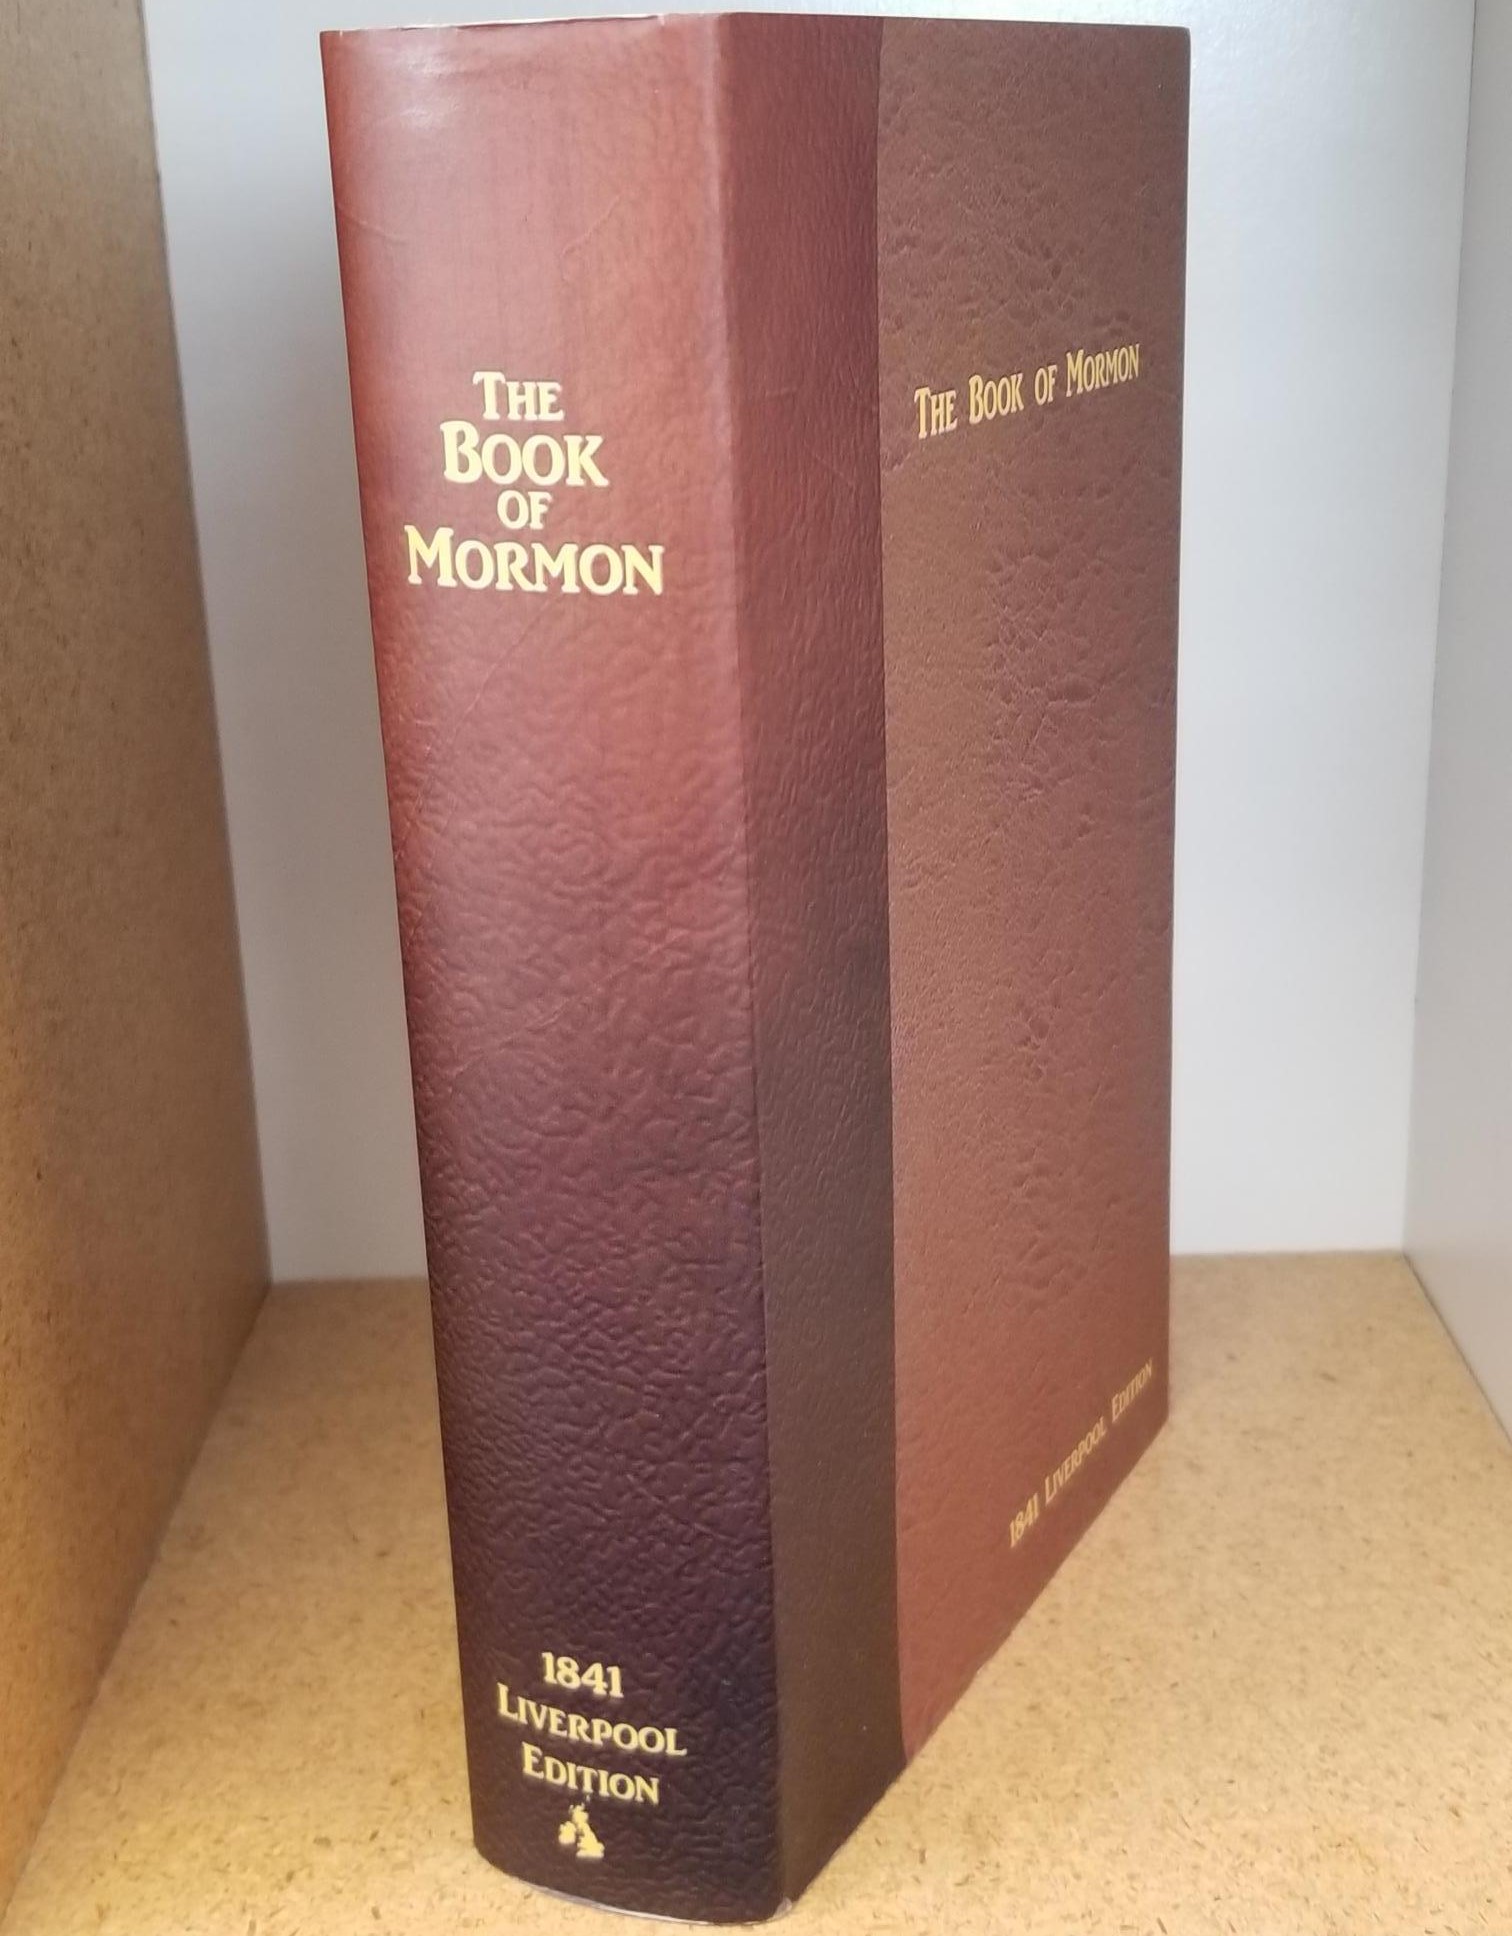 The
Book
of
Mormon
1841
Liverpool
Edition
The Book of Mormon
1841 Liverpool Edition